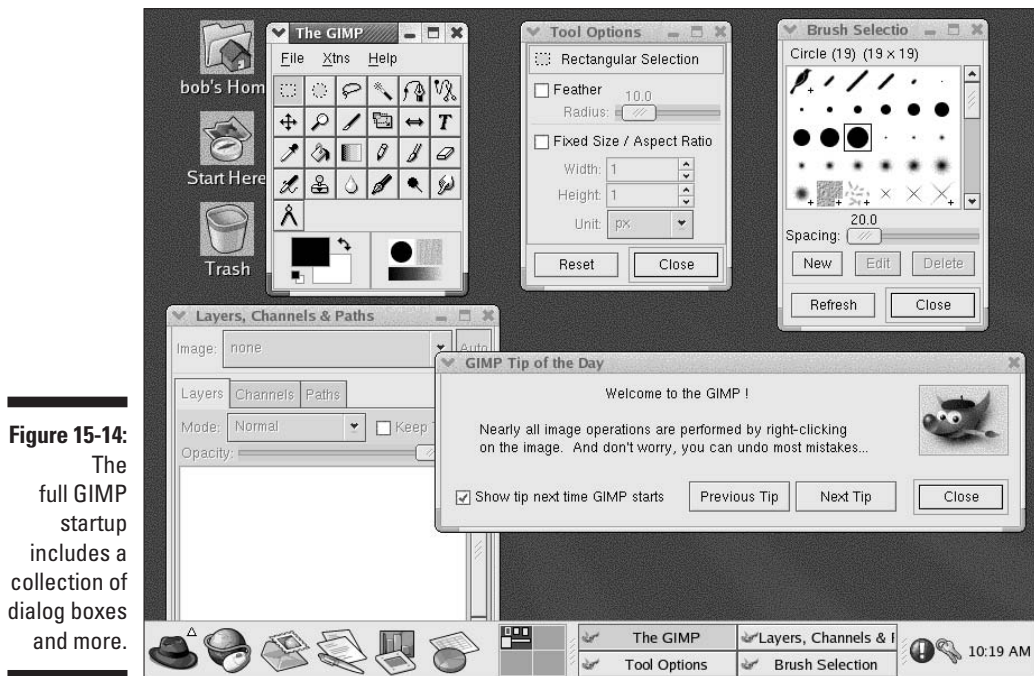 Figure 15-14:
The
full GIMP
startup
includes a
collection of
dialog boxes
and more.
bob's Hom
Start Here
Trash
The GIMP
File Xtns Help
T
Tool Options
Rectangular Selection
Feather
10.0
Radius:
Fixed Size / Aspect Ratio
Width: 1
Height: 1
Unit: px
Reset Close
Brush Selectio
Circle (19) (19 × 19)
20.0
Spacing:
New Edit Delete
Refresh Close
Layers, Channels & Paths
Image: none Auto
Layers Channels Paths
Mode: Normal Keep T
Opacity:
GIMP Tip of the Day
Welcome to the GIMP !
Nearly all image operations are performed by right-clicking
on the image. And don't worry, you can undo most mistakes...
Show tip next time GIMP starts Previous Tip Next Tip Close
The GIMP Layers, Channels & P
Tool Options Brush Selection
10:19 AM